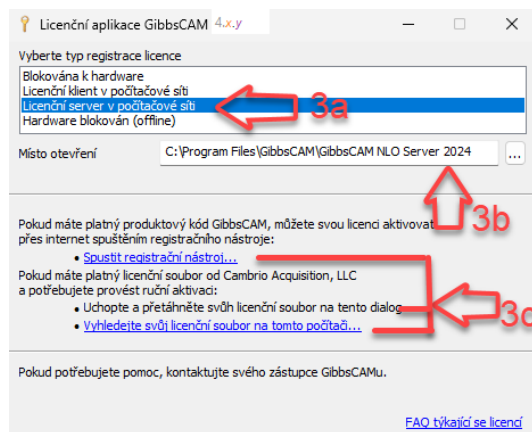 Licenční aplikace GibbsCAM 4.x.y
Vyberte typ registrace licence
Blokována k hardware
Licenční klient v počítačové síti
Licenční server v počítačové síti
3a
Hardware blokován (offline)
Místo otevření
C:\Program Files\GibbsCAM\GibbsCAM NLO Server 2024
...
3b
Pokud máte platný produktový kód GibbsCAM, můžete svou licenci aktivovat
přes internet spuštěním registračního nástroje:
• Spustit registrační nástroj...
Pokud máte platný licenční soubor od Cambrio Acquisition, LLC
a potřebujete provést ruční aktivaci:
• Uchopte a přetáhněte svůh licenční soubor na tento dialog
3c
• Vyhledejte svůj licenční soubor na tomto počítači...
Pokud potřebujete pomoc, kontaktujte svého zástupce GibbsCAMu.
FAQ týkající se licencí